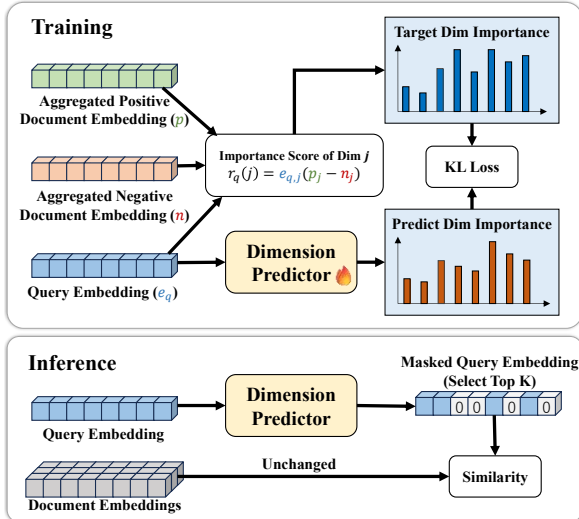 Training
Aggregated Positive
Document Embedding (p)
Aggregated Negative
Document Embedding (n)
Query Embedding (e_q)
Importance Score of Dim j
r_q(j) = e_{q,j}(p_j − n_j)
Dimension
Predictor
Target Dim Importance
KL Loss
Predict Dim Importance
Inference
Query Embedding
Dimension
Predictor
Masked Query Embedding
(Select Top K)
0 0 0 0
Document Embeddings
Unchanged
Similarity